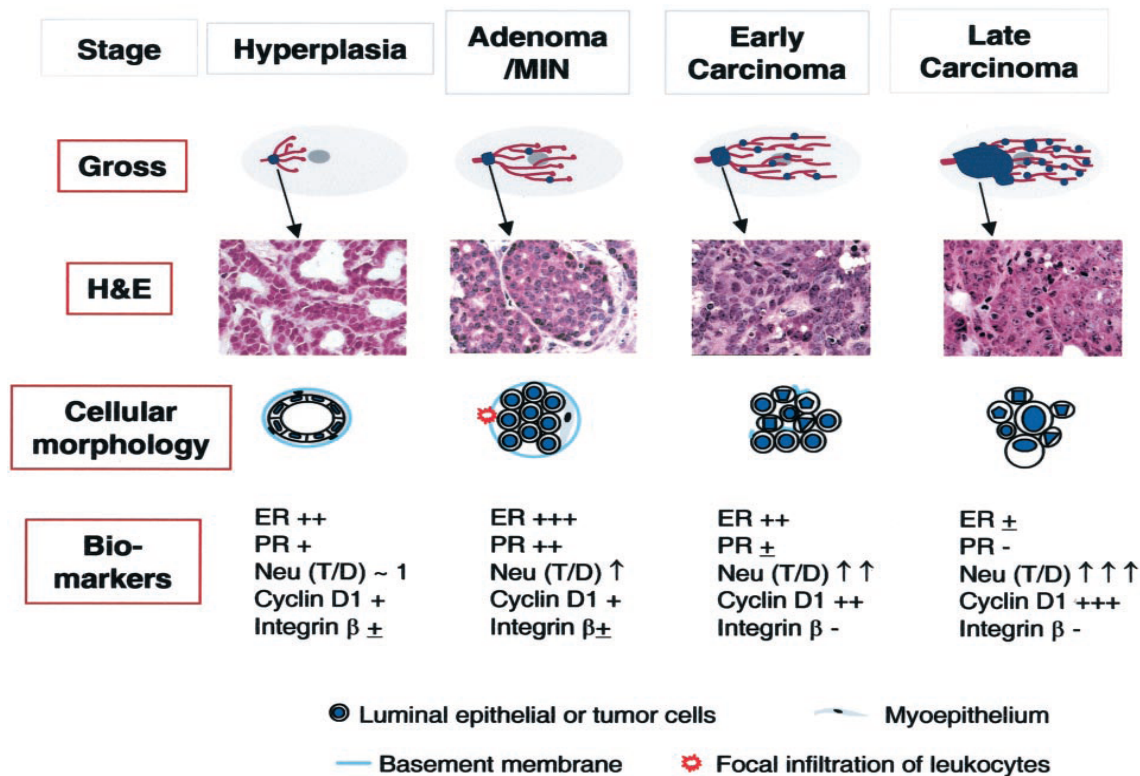 Stage
Hyperplasia
Adenoma
/MIN
Early
Carcinoma
Late
Carcinoma
Gross
H&E
Cellular
morphology
Bio-
markers
ER ++
PR +
Neu (T/D) ~ 1
Cyclin D1 +
Integrin β ±
ER +++
PR ++
Neu (T/D) ↑
Cyclin D1 +
Integrin β±
ER ++
PR ±
Neu (T/D) ↑ ↑
Cyclin D1 ++
Integrin β -
ER ±
PR -
Neu (T/D) ↑ ↑ ↑
Cyclin D1 +++
Integrin β -
Luminal epithelial or tumor cells
Myoepithelium
Basement membrane
Focal infiltration of leukocytes